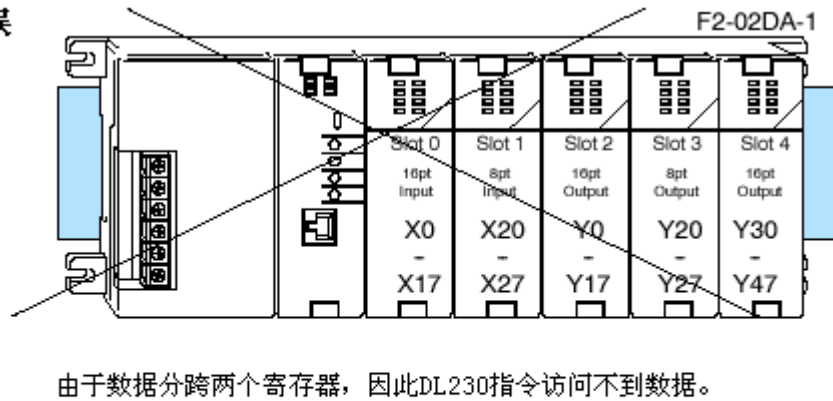 误
F2-02DA-1
Slot 0 Slot 1 Slot 2 Slot 3 Slot 4
16pt 8pt 16pt 8pt 16pt
Input Input Output Output Output
X0 X20 Y0 Y20 Y30
- - - - -
X17 X27 Y17 Y27 Y47
由于数据分跨两个寄存器，因此DL230指令访问不到数据。